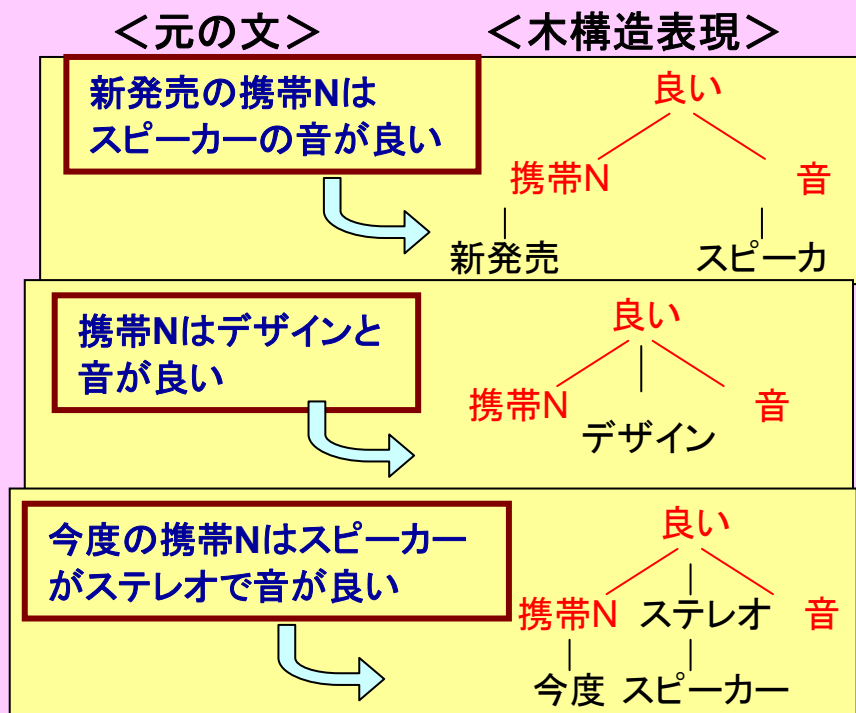 ＜元の文＞ ＜木構造表現＞
新発売の携帯Nは
スピーカーの音が良い
良い
携帯N 音
新発売 スピーカ
携帯Nはデザインと
音が良い
良い
携帯N デザイン 音
今度の携帯Nはスピーカー
がステレオで音が良い
良い
携帯N ステレオ 音
今度 スピーカー